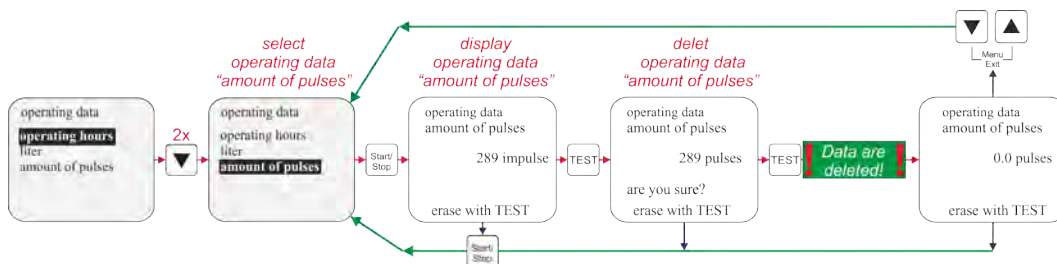 select
operating data
“amount of pulses”
display
operating data
“amount of pulses”
delet
operating data
“amount of pulses”
Menu
Exit
operating data
operating hours
liter
amount of pulses
2x
operating data
operating hours
liter
amount of pulses
Start/
Stop
operating data
amount of pulses
289 impulse
erase with TEST
Start/
Stop
TEST
operating data
amount of pulses
289 pulses
are you sure?
erase with TEST
TEST
! Data are !
deleted!
operating data
amount of pulses
0.0 pulses
erase with TEST